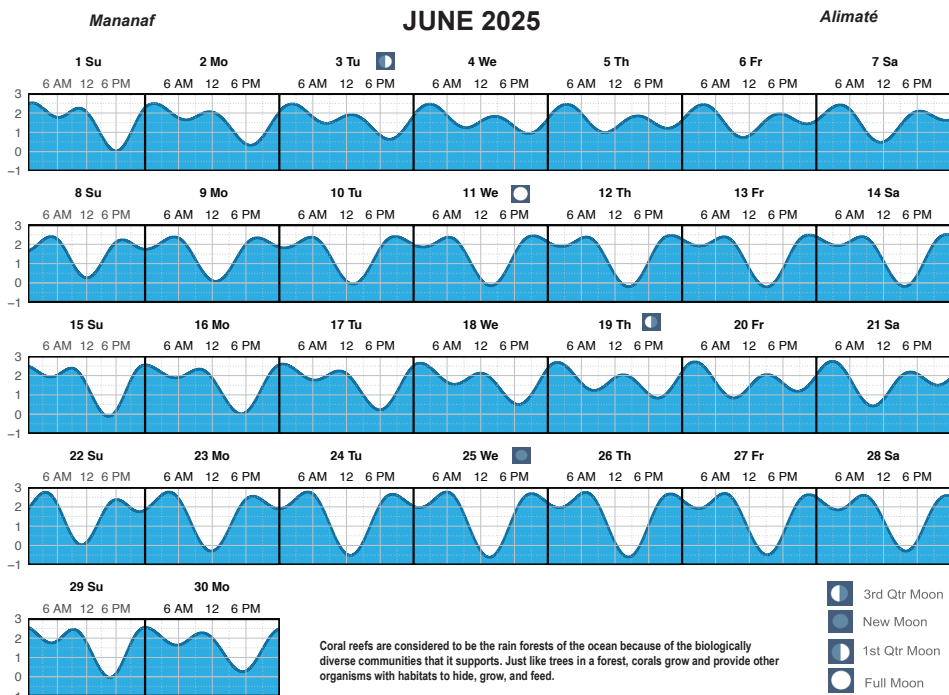 Mananaf JUNE 2025 Alimaté
1 Su 2 Mo 3 Tu 4 We 5 Th 6 Fr 7 Sa
6 AM 12 6 PM 6 AM 12 6 PM 6 AM 12 6 PM 6 AM 12 6 PM 6 AM 12 6 PM 6 AM 12 6 PM 6 AM 12 6 PM
3
2
1
0
−1
8 Su 9 Mo 10 Tu 11 We 12 Th 13 Fr 14 Sa
6 AM 12 6 PM 6 AM 12 6 PM 6 AM 12 6 PM 6 AM 12 6 PM 6 AM 12 6 PM 6 AM 12 6 PM 6 AM 12 6 PM
3
2
1
0
−1
15 Su 16 Mo 17 Tu 18 We 19 Th 20 Fr 21 Sa
6 AM 12 6 PM 6 AM 12 6 PM 6 AM 12 6 PM 6 AM 12 6 PM 6 AM 12 6 PM 6 AM 12 6 PM 6 AM 12 6 PM
3
2
1
0
−1
22 Su 23 Mo 24 Tu 25 We 26 Th 27 Fr 28 Sa
6 AM 12 6 PM 6 AM 12 6 PM 6 AM 12 6 PM 6 AM 12 6 PM 6 AM 12 6 PM 6 AM 12 6 PM 6 AM 12 6 PM
3
2
1
0
−1
29 Su 30 Mo
6 AM 12 6 PM 6 AM 12 6 PM
3
2
1
0
Coral reefs are considered to be the rain forests of the ocean because of the biologically
diverse communities that it supports. Just like trees in a forest, corals grow and provide other
organisms with habitats to hide, grow, and feed.
3rd Qtr Moon
New Moon
1st Qtr Moon
Full Moon